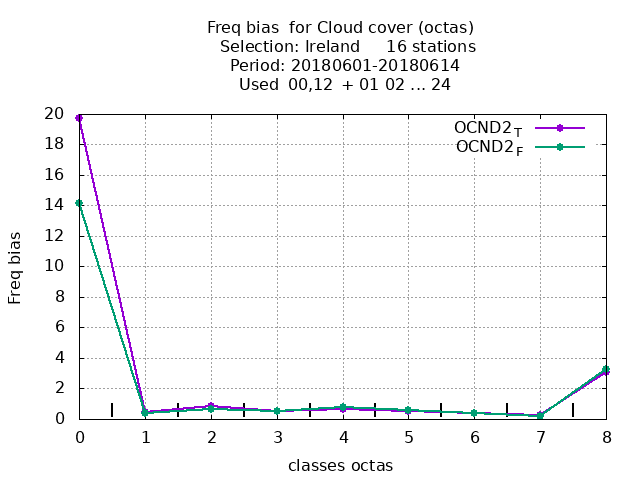 Freq bias  for Cloud cover (octas)
Selection: Ireland     16 stations
Period: 20180601-20180614
Used  00,12  + 01 02 ... 24
OCND2T
OCND2F
20
18
16
14
12
10
8
6
4
2
0
Freq bias
0 1 2 3 4 5 6 7 8
classes octas